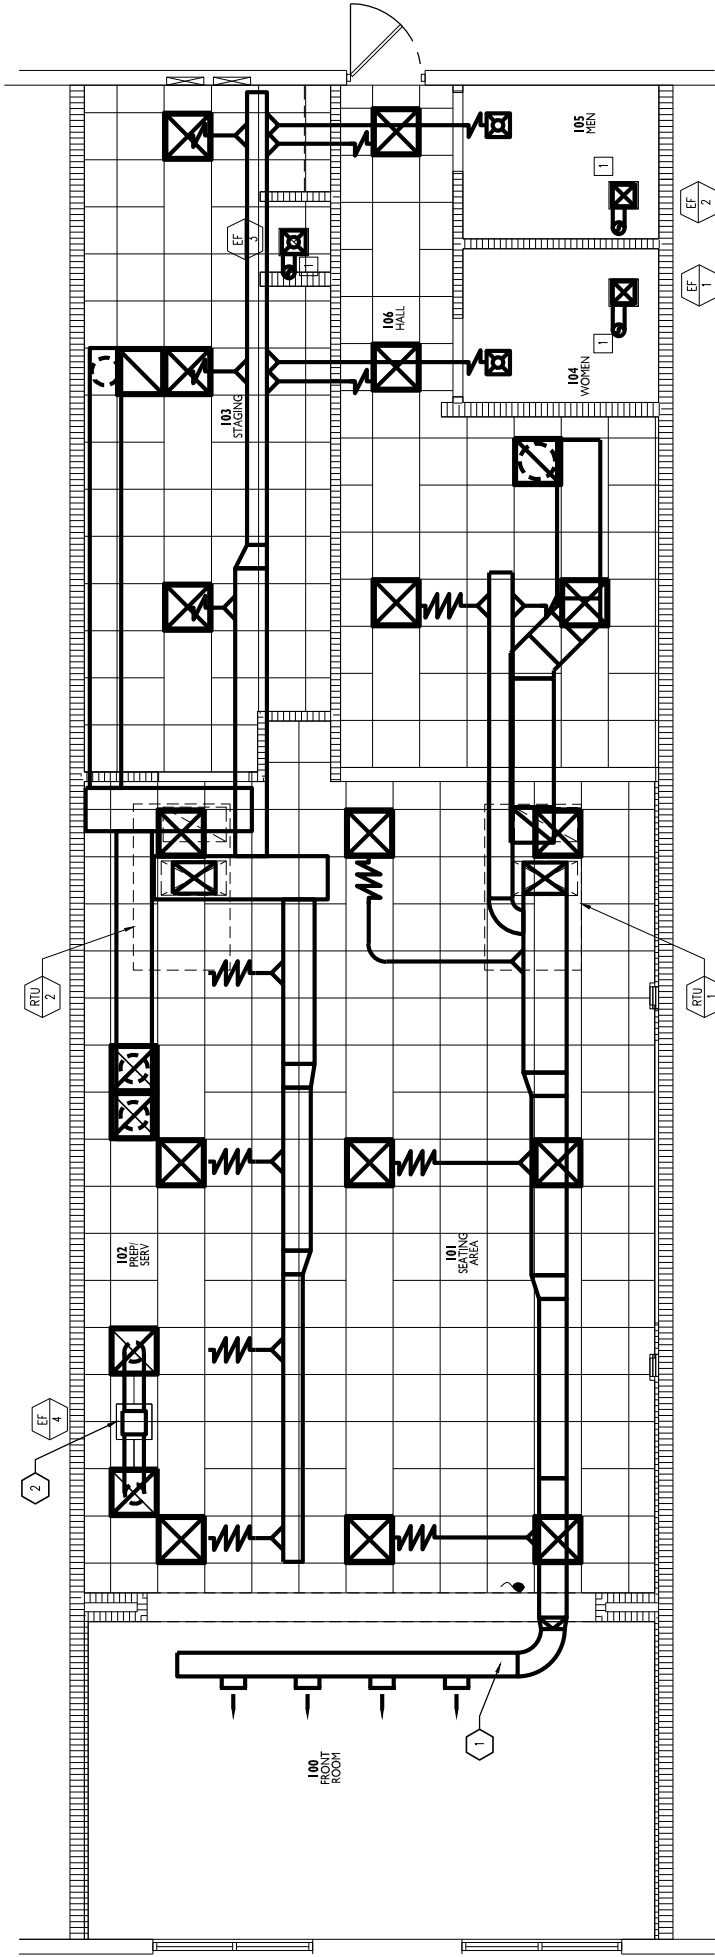 105
MEN
1
EF
2
EF
3
1
EF
1
106
HALL
1
104
WOMEN
103
STAGING
RTU
2
RTU
1
102
PREP/
SERV
101
SEATING
AREA
EF
4
2
1
100
FRONT
ROOM